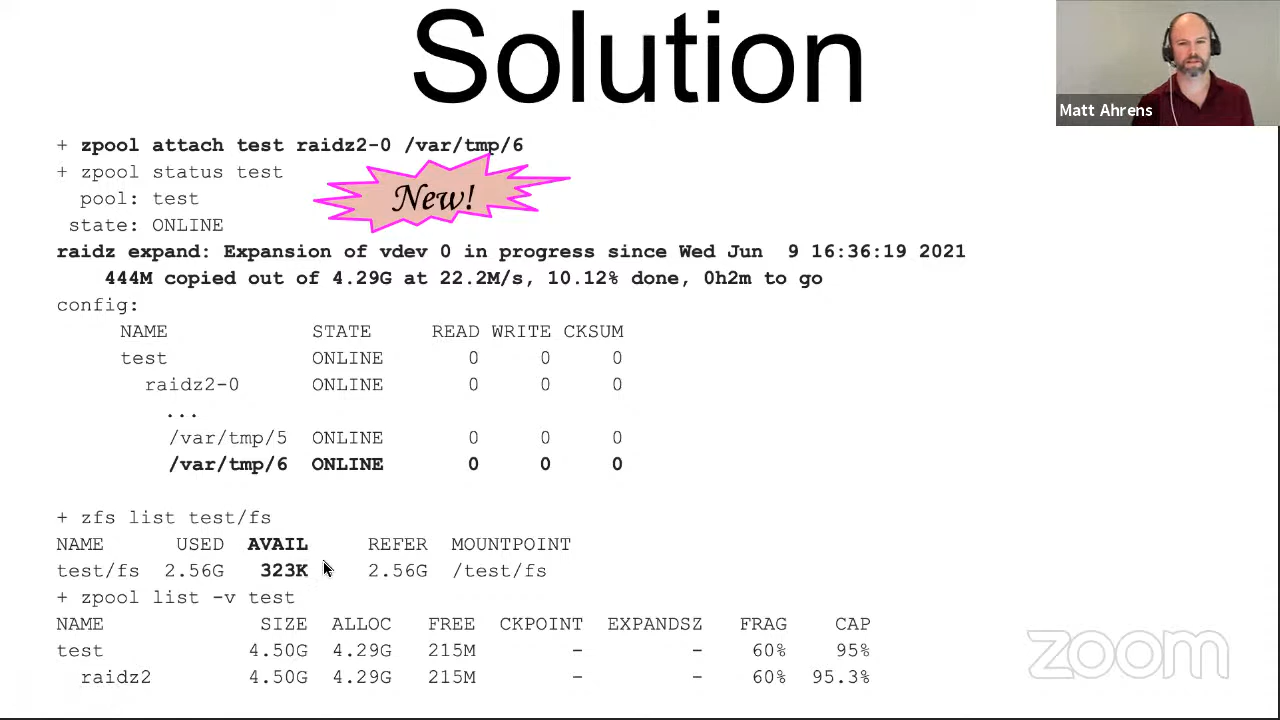 Solution
Matt Ahrens
+ zpool attach test raidz2-0 /var/tmp/6
+ zpool status test
New!
pool: test
state: ONLINE
raidz expand: Expansion of vdev 0 in progress since Wed Jun  9 16:36:19 2021
444M copied out of 4.29G at 22.2M/s, 10.12% done, 0h2m to go
config:
NAME STATE READ WRITE CKSUM
test ONLINE 0 0 0
raidz2-0 ONLINE 0 0 0
...
/var/tmp/5 ONLINE 0 0 0
/var/tmp/6 ONLINE 0 0 0
+ zfs list test/fs
NAME USED AVAIL REFER MOUNTPOINT
test/fs 2.56G 323K 2.56G /test/fs
+ zpool list -v test
NAME SIZE ALLOC FREE CKPOINT EXPANDSZ FRAG CAP
test 4.50G 4.29G 215M - - 60% 95%
raidz2 4.50G 4.29G 215M - - 60% 95.3%
zoom